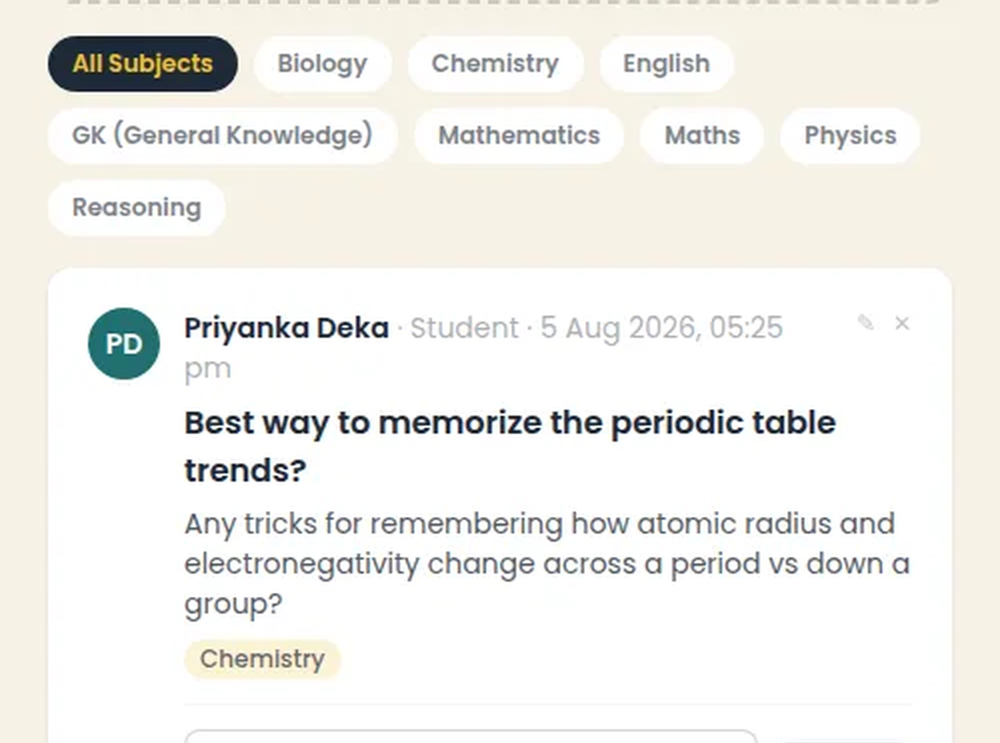 All Subjects Biology Chemistry English
GK (General Knowledge) Mathematics Maths Physics
Reasoning
PD Priyanka Deka · Student · 5 Aug 2026, 05:25
pm
Best way to memorize the periodic table
trends?
Any tricks for remembering how atomic radius and
electronegativity change across a period vs down a
group?
Chemistry